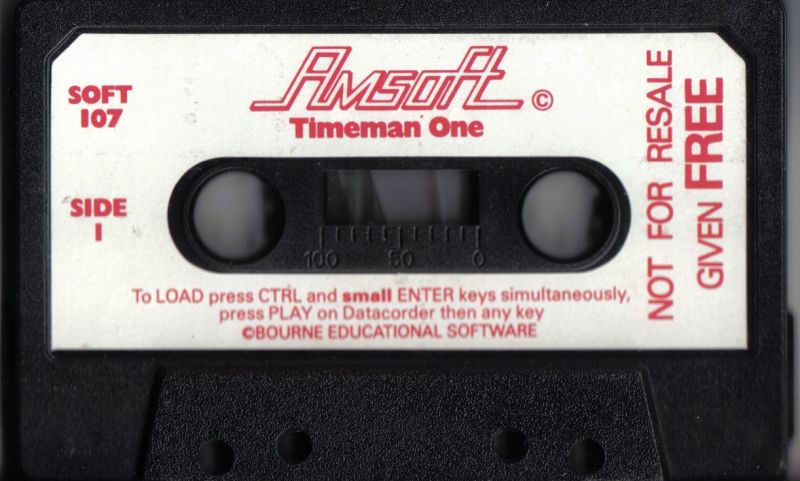 SOFT
107
Amsoft ©
Timeman One
SIDE
1
100 50 0
To LOAD press CTRL and small ENTER keys simultaneously,
press PLAY on Datacorder then any key
©BOURNE EDUCATIONAL SOFTWARE
NOT FOR RESALE
GIVEN FREE